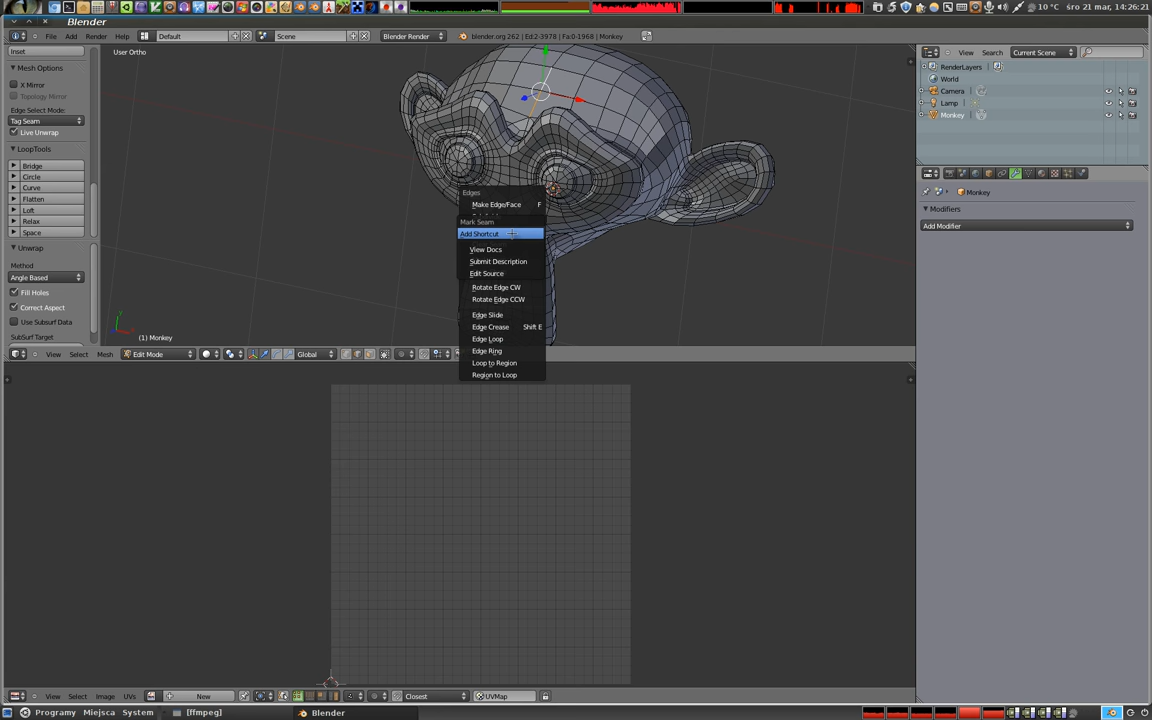 10 °C śro 21 mar, 14:26:21
Blender
File Add Render Help
Default
Scene
Blender Render
blender.org 262 | Ed:2-3978 | Fa:0-1968 | Monkey
Inset
Mesh Options
X Mirror
Topology Mirror
Edge Select Mode:
Tag Seam
Live Unwrap
LoopTools
Bridge
Circle
Curve
Flatten
Loft
Relax
Space
Unwrap
Method
Angle Based
Fill Holes
Correct Aspect
Use Subsurf Data
SubSurf Target
User Ortho
(1) Monkey
Edges
Make Edge/Face F
Mark Seam
Add Shortcut
View Docs
Submit Description
Edit Source
Rotate Edge CW
Rotate Edge CCW
Edge Slide
Edge Crease Shift E
Edge Loop
Edge Ring
Loop to Region
Region to Loop
View Select Mesh Edit Mode Global
View Search Current Scene
RenderLayers
World
Camera
Lamp
Monkey
Monkey
Modifiers
Add Modifier
View Select Image UVs New Closest UVMap
Programy Miejsca System [ffmpeg] Blender